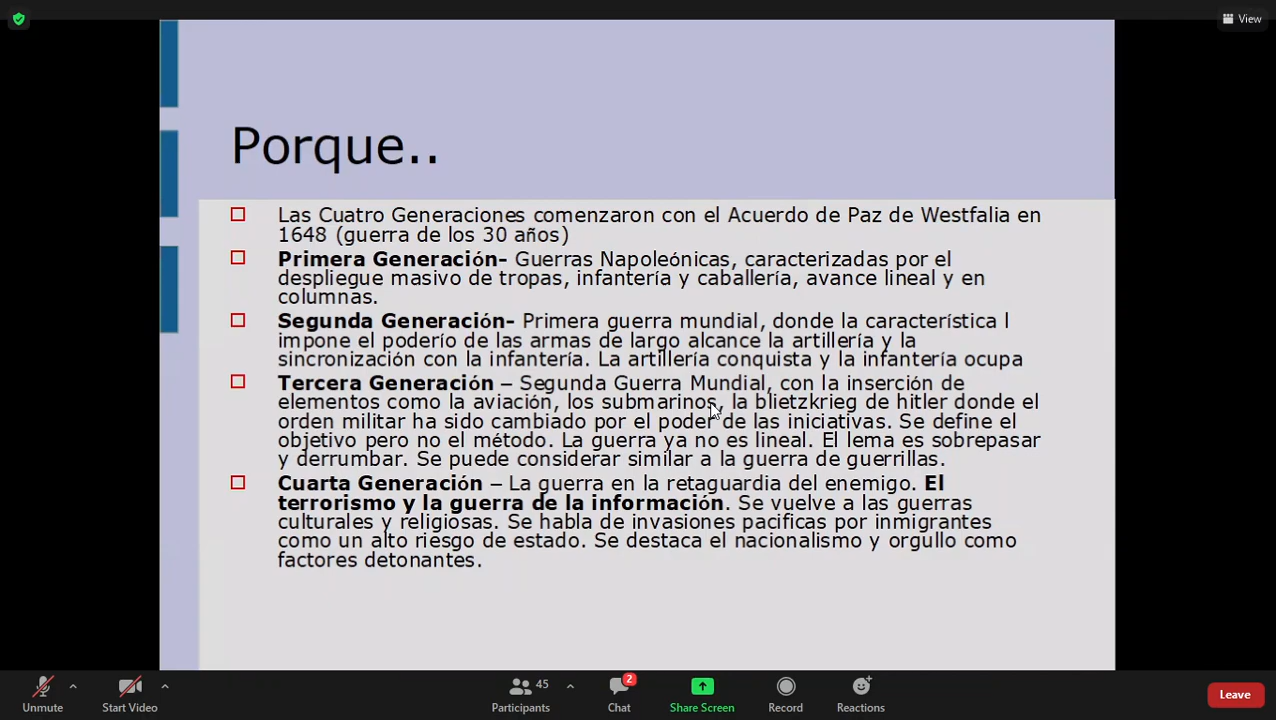 View
Porque..
Las Cuatro Generaciones comenzaron con el Acuerdo de Paz de Westfalia en
1648 (guerra de los 30 años)
Primera Generación- Guerras Napoleónicas, caracterizadas por el
despliegue masivo de tropas, infantería y caballería, avance lineal y en
columnas.
Segunda Generación- Primera guerra mundial, donde la característica l
impone el poderío de las armas de largo alcance la artillería y la
sincronización con la infantería. La artillería conquista y la infantería ocupa
Tercera Generación – Segunda Guerra Mundial, con la inserción de
elementos como la aviación, los submarinos, la blietzkrieg de hitler donde el
orden militar ha sido cambiado por el poder de las iniciativas. Se define el
objetivo pero no el método. La guerra ya no es lineal. El lema es sobrepasar
y derrumbar. Se puede considerar similar a la guerra de guerrillas.
Cuarta Generación – La guerra en la retaguardia del enemigo. El
terrorismo y la guerra de la información. Se vuelve a las guerras
culturales y religiosas. Se habla de invasiones pacificas por inmigrantes
como un alto riesgo de estado. Se destaca el nacionalismo y orgullo como
factores detonantes.
Unmute
Start Video
45
Participants
2
Chat
Share Screen
Record
Reactions
Leave